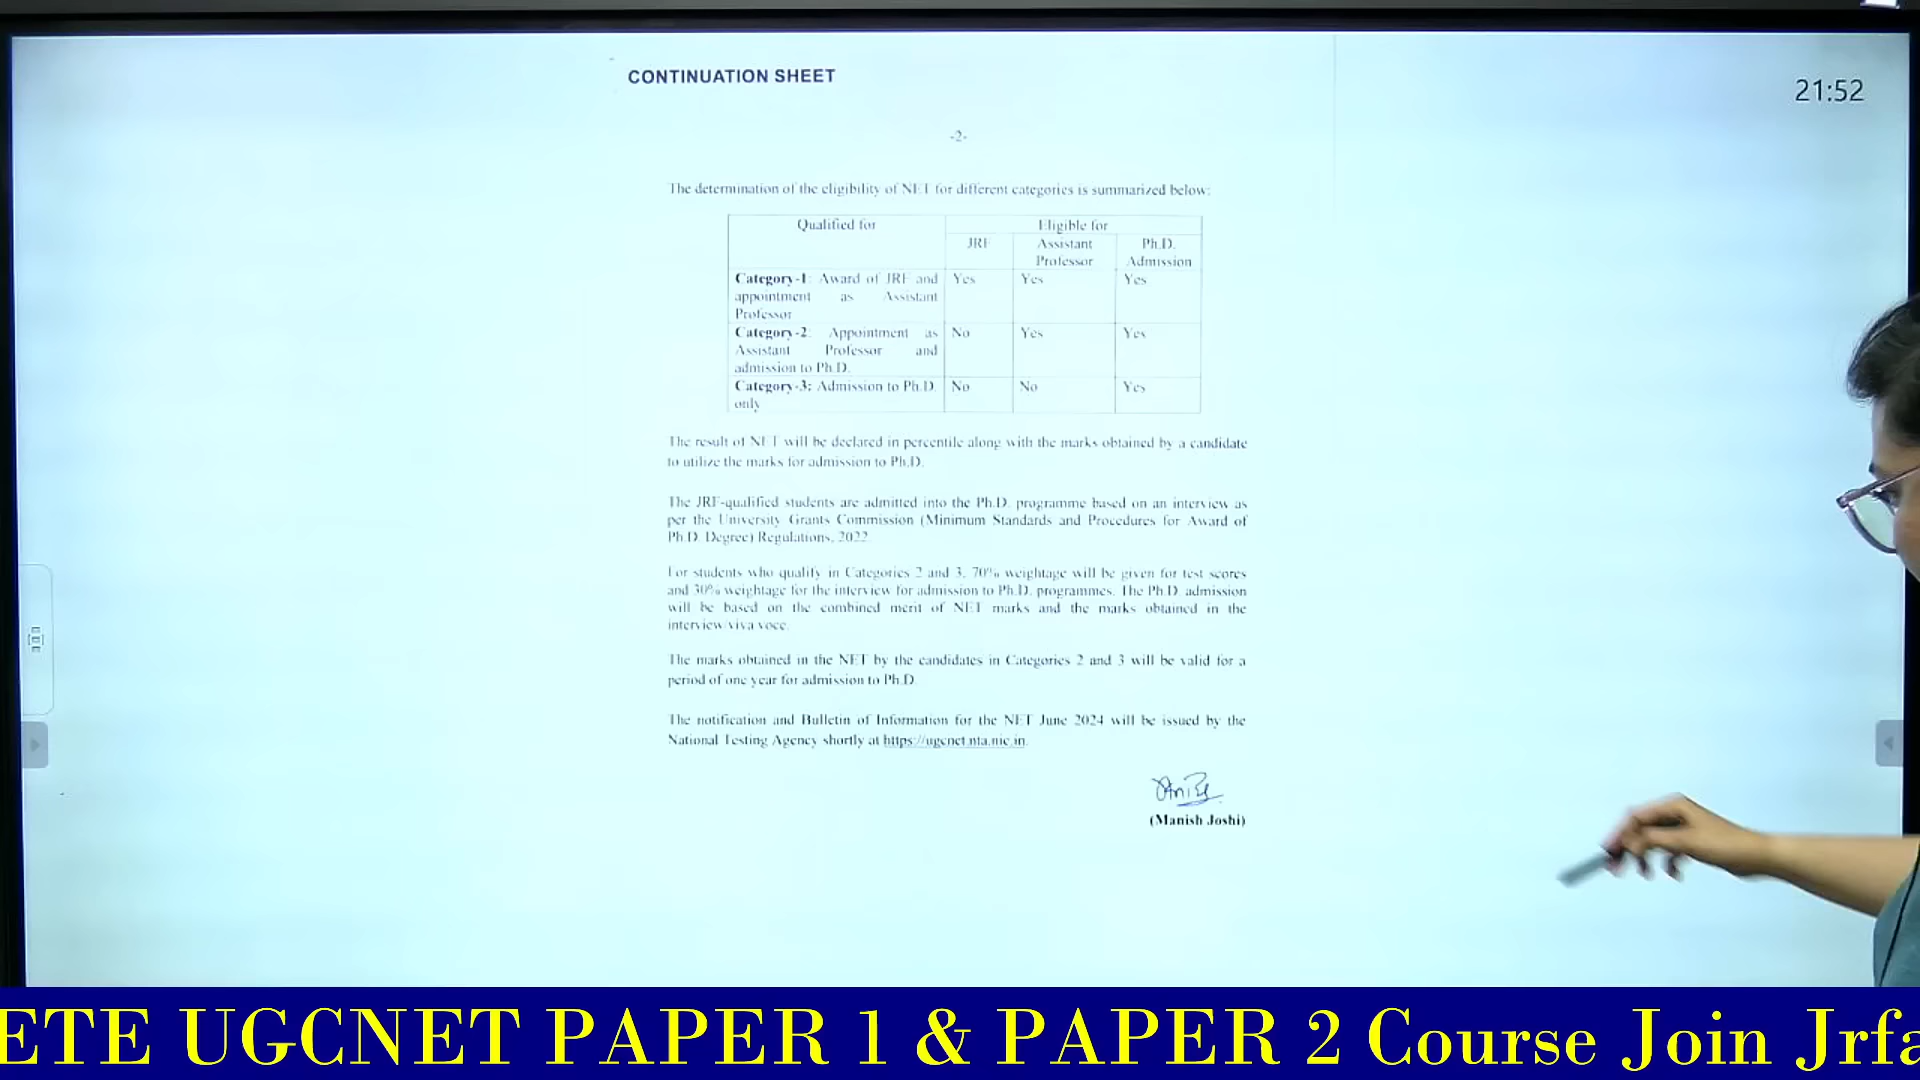 CONTINUATION SHEET
21:52
-2-
The determination of the eligibility of NET for different categories is summarized below:
Qualified for
Eligible for
JRF
Assistant Professor
Ph.D. Admission
Category-1: Award of JRF and
appointment as Assistant
Professor
Yes
Yes
Yes
Category-2: Appointment as
Assistant Professor and
admission to Ph.D.
No
Yes
Yes
Category-3: Admission to Ph.D.
only
No
No
Yes
The result of NET will be declared in percentile along with the marks obtained by a candidate
to utilize the marks for admission to Ph.D.
The JRF-qualified students are admitted into the Ph.D. programme based on an interview as
per the University Grants Commission (Minimum Standards and Procedures for Award of
Ph.D. Degree) Regulations, 2022.
For students who qualify in Categories 2 and 3, 70% weightage will be given for test scores
and 30% weightage for the interview for admission to Ph.D. programmes. The Ph.D. admission
will be based on the combined merit of NET marks and the marks obtained in the
interview/viva voce.
The marks obtained in the NET by the candidates in Categories 2 and 3 will be valid for a
period of one year for admission to Ph.D.
The notification and Bulletin of Information for the NET June 2024 will be issued by the
National Testing Agency shortly at https://ugcnet.nta.nic.in.
(Manish Joshi)
ETE UGCNET PAPER 1 & PAPER 2 Course Join Jrfa